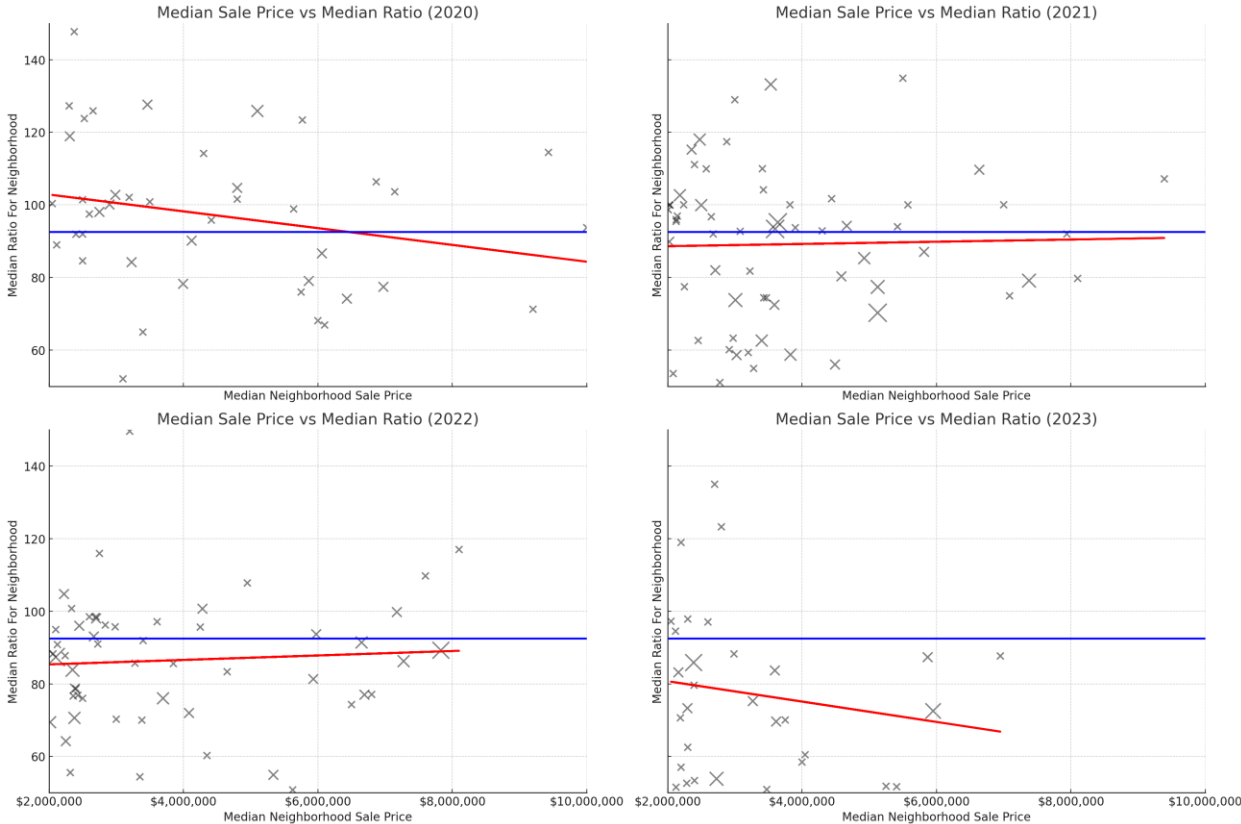 Median Sale Price vs Median Ratio (2020)
Median Ratio For Neighborhood
140
120
100
80
60
Median Neighborhood Sale Price
Median Sale Price vs Median Ratio (2021)
Median Ratio For Neighborhood
Median Neighborhood Sale Price
Median Sale Price vs Median Ratio (2022)
Median Ratio For Neighborhood
140
120
100
80
60
$2,000,000 $4,000,000 $6,000,000 $8,000,000 $10,000,000
Median Neighborhood Sale Price
Median Sale Price vs Median Ratio (2023)
Median Ratio For Neighborhood
$2,000,000 $4,000,000 $6,000,000 $8,000,000 $10,000,000
Median Neighborhood Sale Price